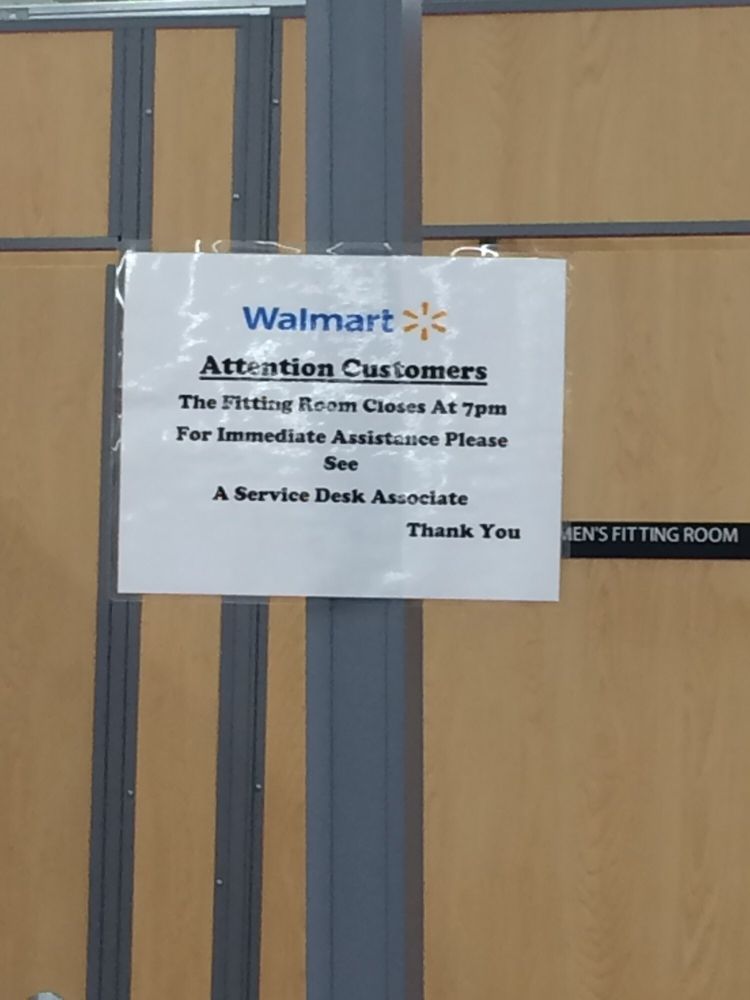 Walmart
Attention Customers
The Fitting Room Closes At 7pm
For Immediate Assistance Please
See
A Service Desk Associate
Thank You
MEN'S FITTING ROOM